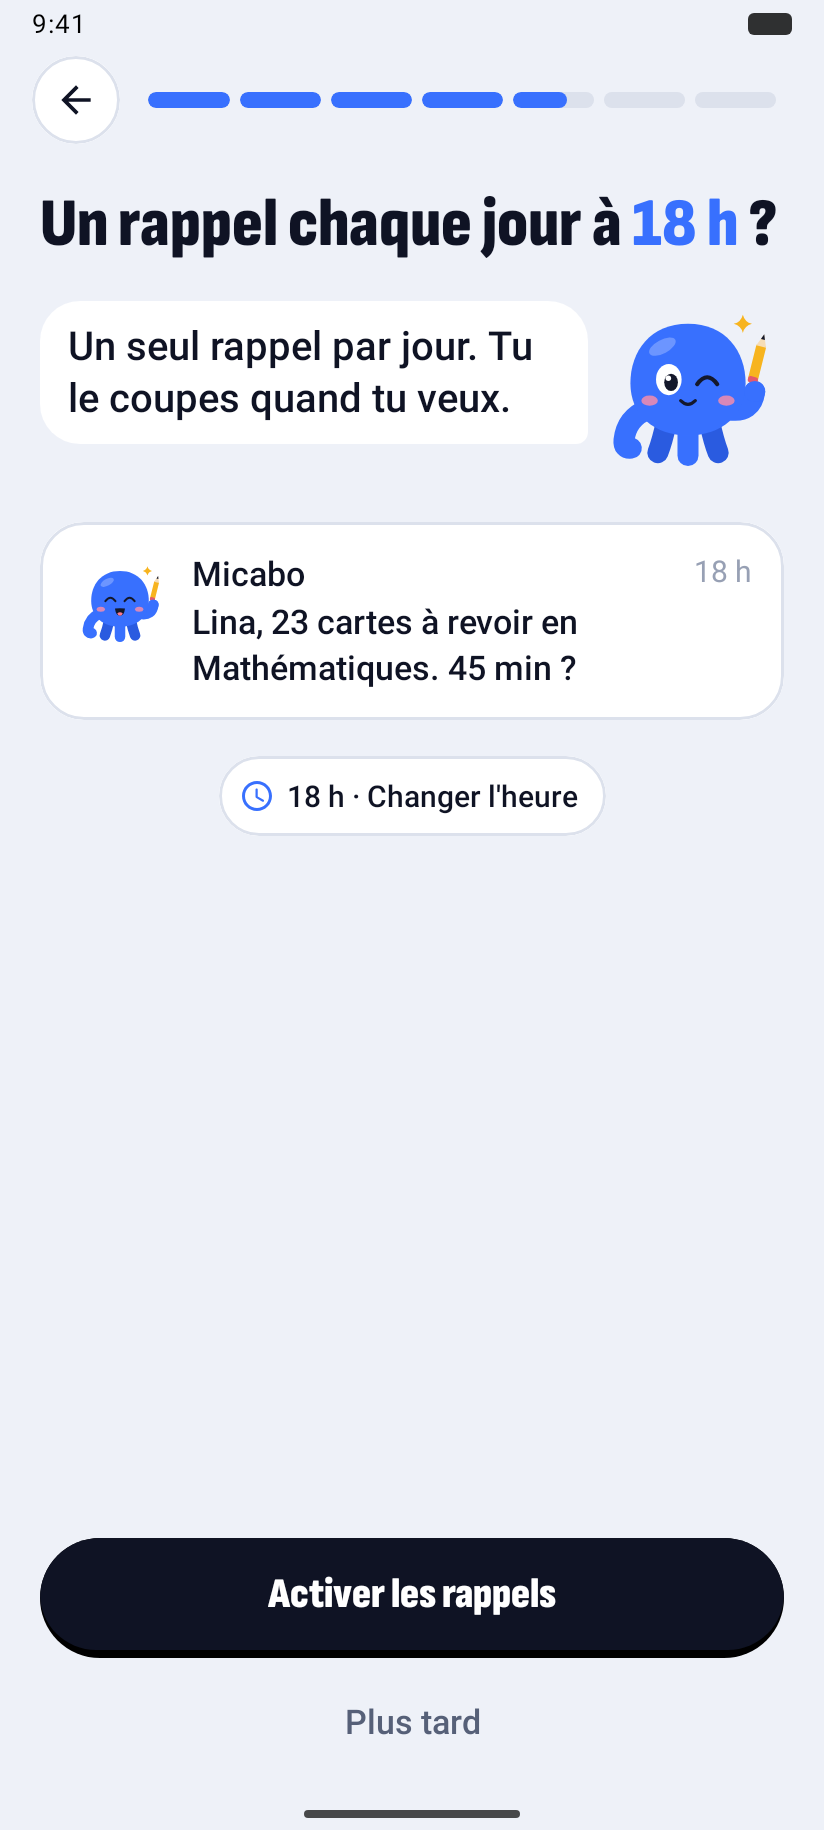 9:41
Un rappel chaque jour à 18 h ?
Un seul rappel par jour. Tu
le coupes quand tu veux.
Micabo
18 h
Lina, 23 cartes à revoir en
Mathématiques. 45 min ?
18 h · Changer l'heure
Activer les rappels
Plus tard